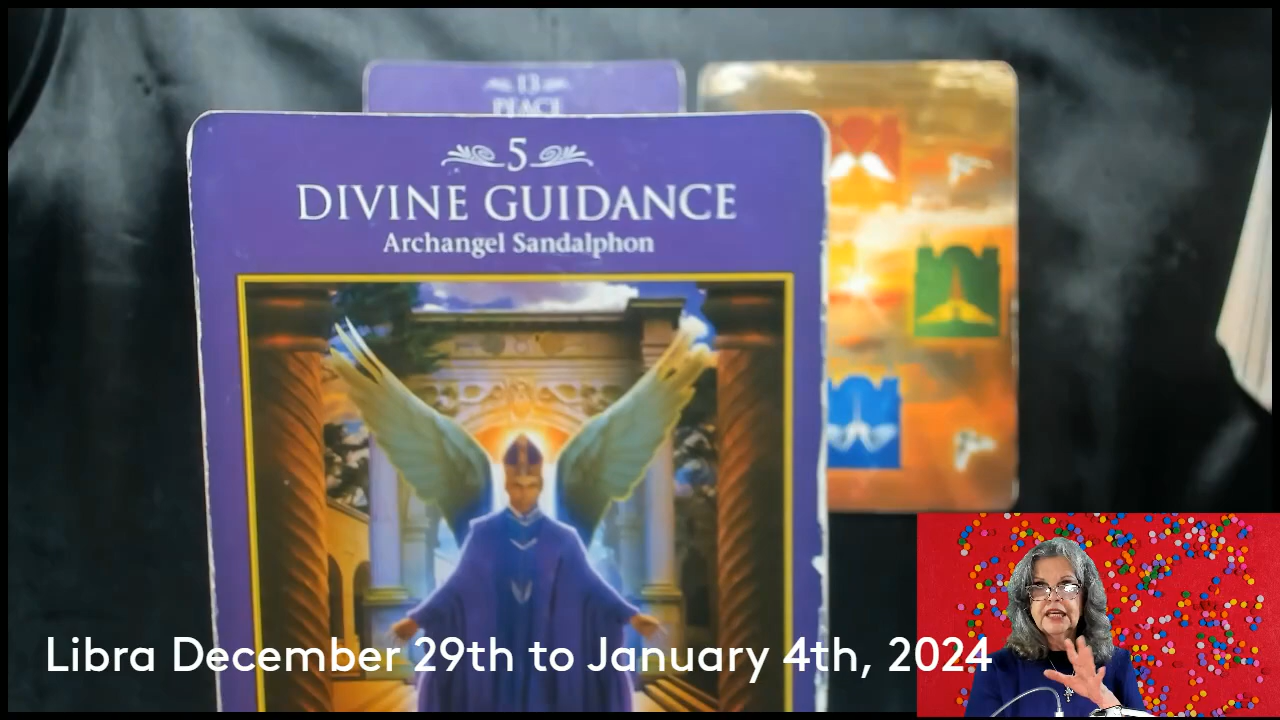 13
PEACE
5
DIVINE GUIDANCE
Archangel Sandalphon
Libra December 29th to January 4th, 2024